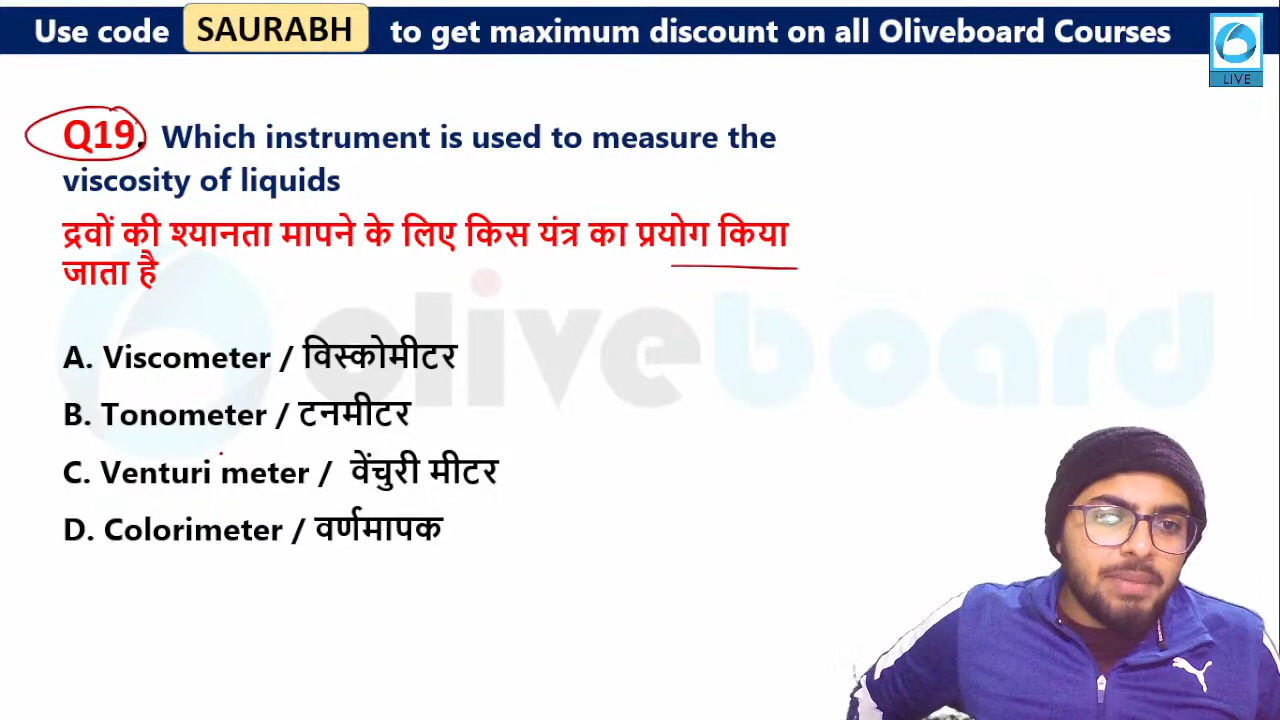 Use code SAURABH to get maximum discount on all Oliveboard Courses
LIVE
Q19. Which instrument is used to measure the
viscosity of liquids
द्रवों की श्यानता मापने के लिए किस यंत्र का प्रयोग किया
जाता है
oliveboard
A. Viscometer / विस्कोमीटर
B. Tonometer / टनमीटर
C. Venturi meter / वेंचुरी मीटर
D. Colorimeter / वर्णमापक